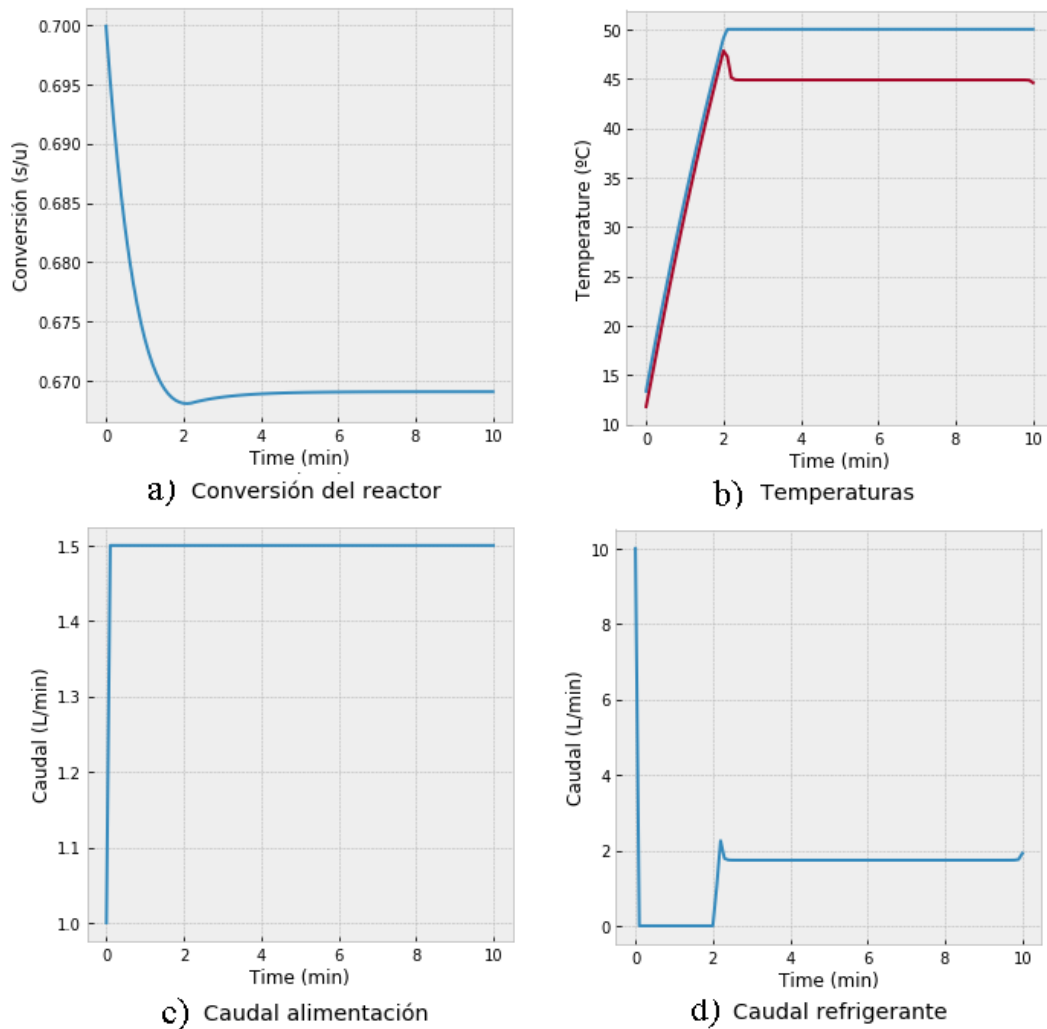 0.700
0.695
0.690
0.685
0.680
0.675
0.670
Conversión (s/u)
0 2 4 6 8 10
Time (min)
a) Conversión del reactor
50
45
40
35
30
25
20
15
10
Temperature (ºC)
0 2 4 6 8 10
Time (min)
b) Temperaturas
1.5
1.4
1.3
1.2
1.1
1.0
Caudal (L/min)
0 2 4 6 8 10
Time (min)
c) Caudal alimentación
10
8
6
4
2
0
Caudal (L/min)
0 2 4 6 8 10
Time (min)
d) Caudal refrigerante